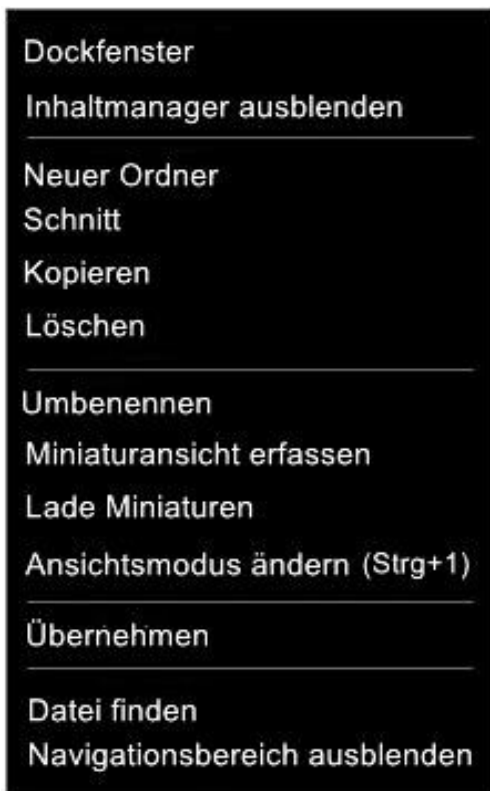 Dockfenster
Inhaltmanager ausblenden
Neuer Ordner
Schnitt
Kopieren
Löschen
Umbenennen
Miniaturansicht erfassen
Lade Miniaturen
Ansichtsmodus ändern (Strg+1)
Übernehmen
Datei finden
Navigationsbereich ausblenden